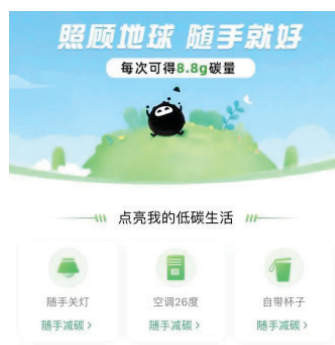 照顾地球 随手就好
每次可得8.8g碳量
点亮我的低碳生活
随手关灯
空调26度
自带杯子
随手减碳>
随手减碳>
随手减碳>